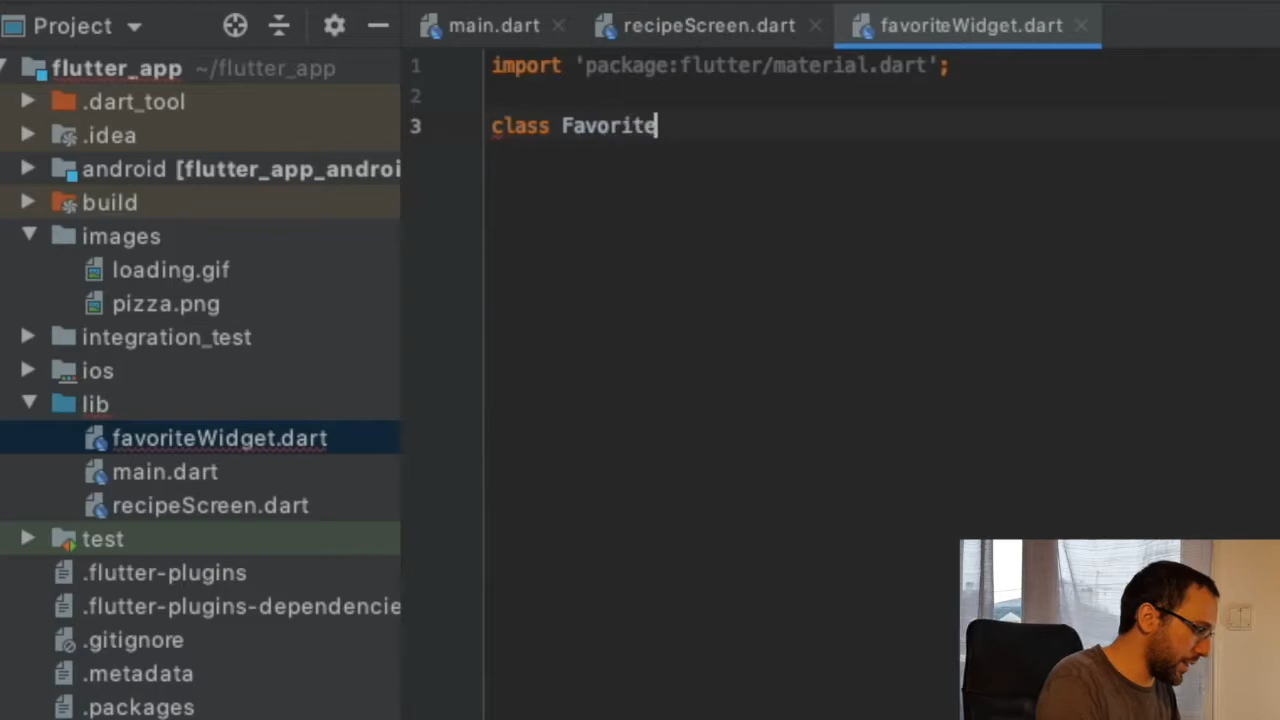 Project
main.dart
recipeScreen.dart
favoriteWidget.dart
flutter_app ~/flutter_app
.dart_tool
.idea
android [flutter_app_androi
build
images
loading.gif
pizza.png
integration_test
ios
lib
favoriteWidget.dart
main.dart
recipeScreen.dart
test
.flutter-plugins
.flutter-plugins-dependencie
.gitignore
.metadata
.packages
1 import 'package:flutter/material.dart';
2
3 class Favorite